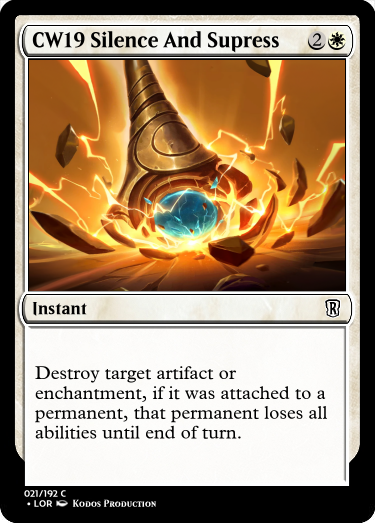 CW19 Silence And Supress 2
Instant R
Destroy target artifact or
enchantment, if it was attached to a
permanent, that permanent loses all
abilities until end of turn.
021/192 C
• LOR Kodos Production